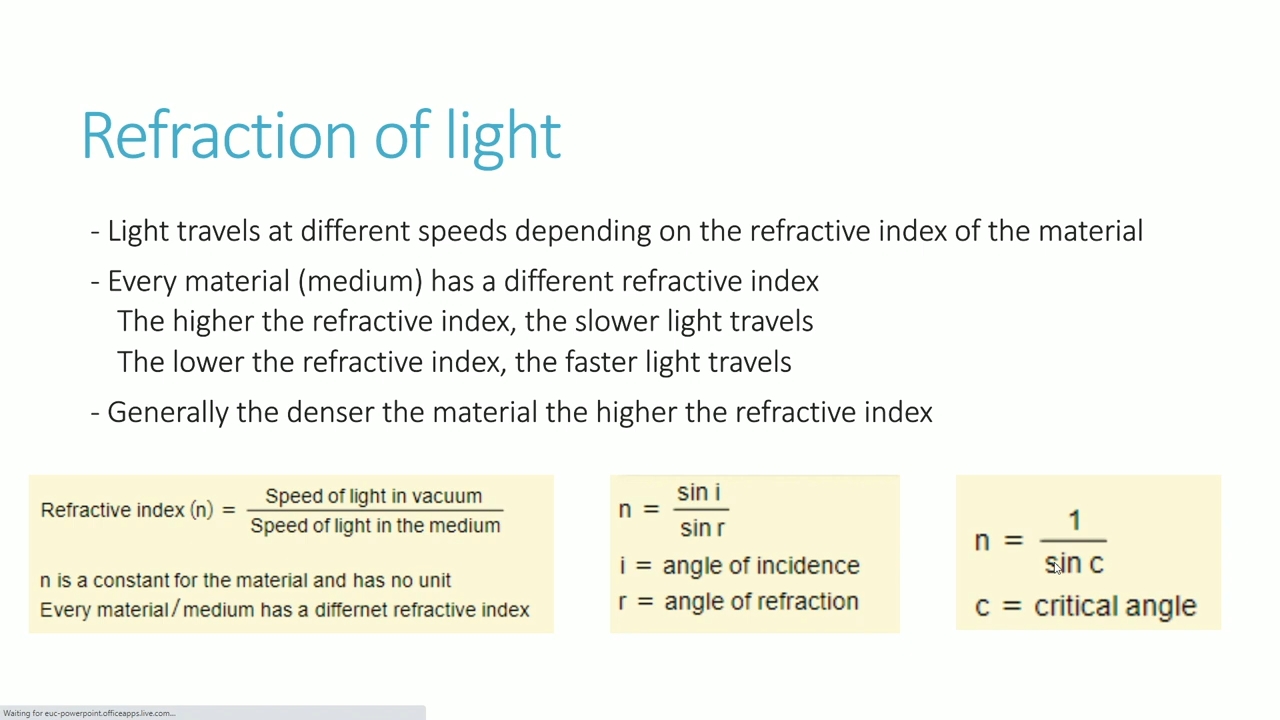 Refraction of light
- Light travels at different speeds depending on the refractive index of the material
- Every material (medium) has a different refractive index
The higher the refractive index, the slower light travels
The lower the refractive index, the faster light travels
- Generally the denser the material the higher the refractive index
Refractive index (n) = Speed of light in vacuum
Speed of light in the medium
n is a constant for the material and has no unit
Every material/medium has a differnet refractive index
n = sin i
sin r
i = angle of incidence
r = angle of refraction
n = 1
sin c
c = critical angle
Waiting for euc-powerpoint.officeapps.live.com...